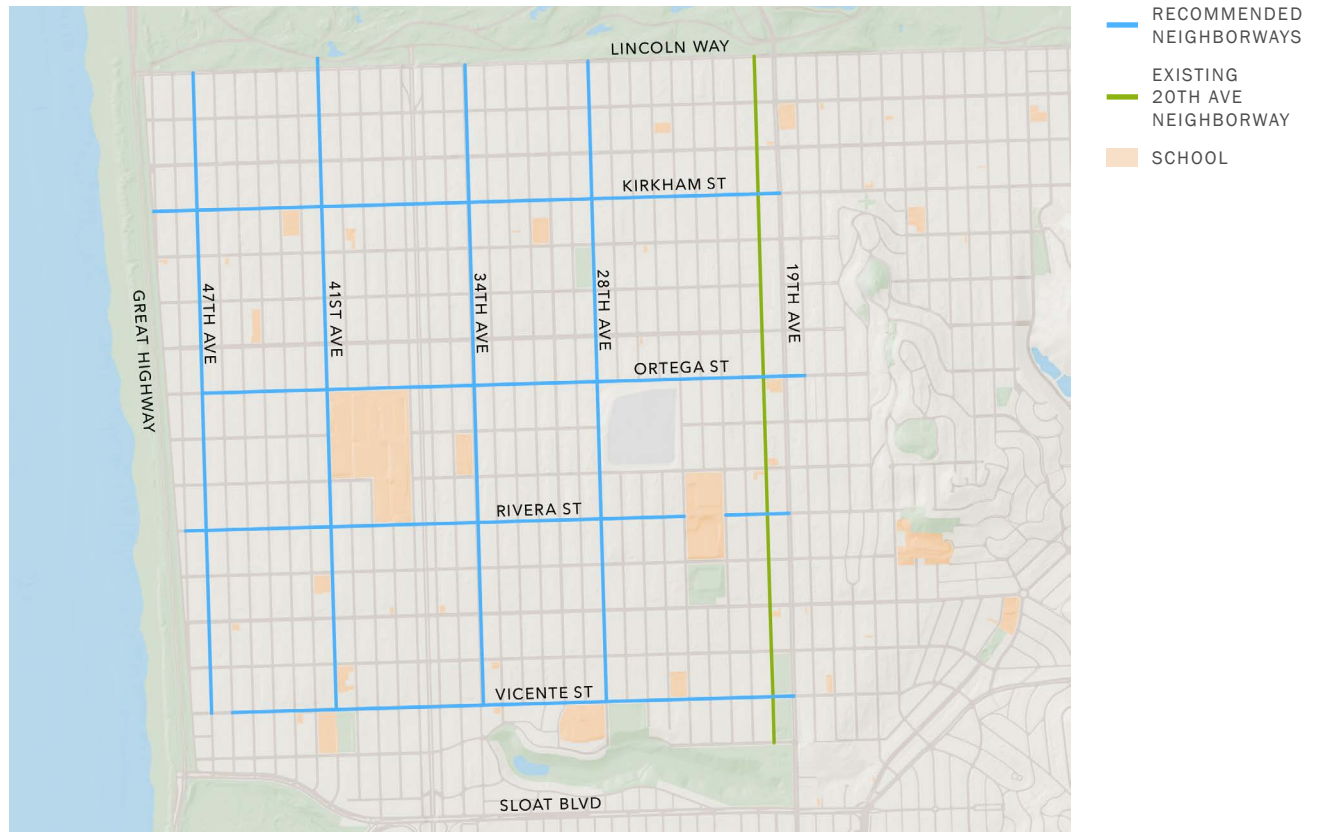 LINCOLN WAY
KIRKHAM ST
47TH AVE
41ST AVE
34TH AVE
28TH AVE
19TH AVE
GREAT HIGHWAY
ORTEGA ST
RIVERA ST
VICENTE ST
SLOAT BLVD
RECOMMENDED
NEIGHBORWAYS
EXISTING
20TH AVE
NEIGHBORWAY
SCHOOL